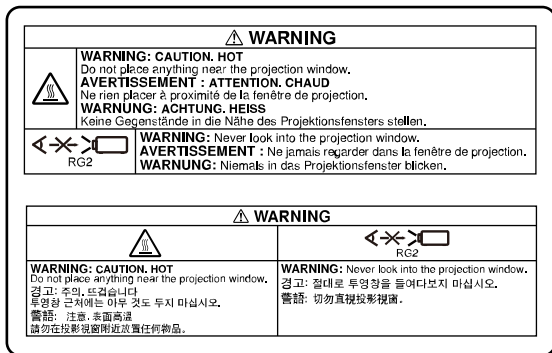 ⚠ WARNING
WARNING: CAUTION. HOT
Do not place anything near the projection window.
AVERTISSEMENT : ATTENTION. CHAUD
Ne rien placer à proximité de la fenêtre de projection.
WARNUNG: ACHTUNG. HEISS
Keine Gegenstände in die Nähe des Projektionsfensters stellen.
RG2
WARNING: Never look into the projection window.
AVERTISSEMENT : Ne jamais regarder dans la fenêtre de projection.
WARNUNG: Niemals in das Projektionsfenster blicken.
⚠ WARNING
WARNING: CAUTION. HOT
Do not place anything near the projection window.
경고: 주의. 뜨겁습니다
투영창 근처에는 아무 것도 두지 마십시오.
警語: 注意. 表面高溫
請勿在投影視窗附近放置任何物品。
RG2
WARNING: Never look into the projection window.
경고: 절대로 투영창을 들여다보지 마십시오.
警語: 切勿直視投影視窗.